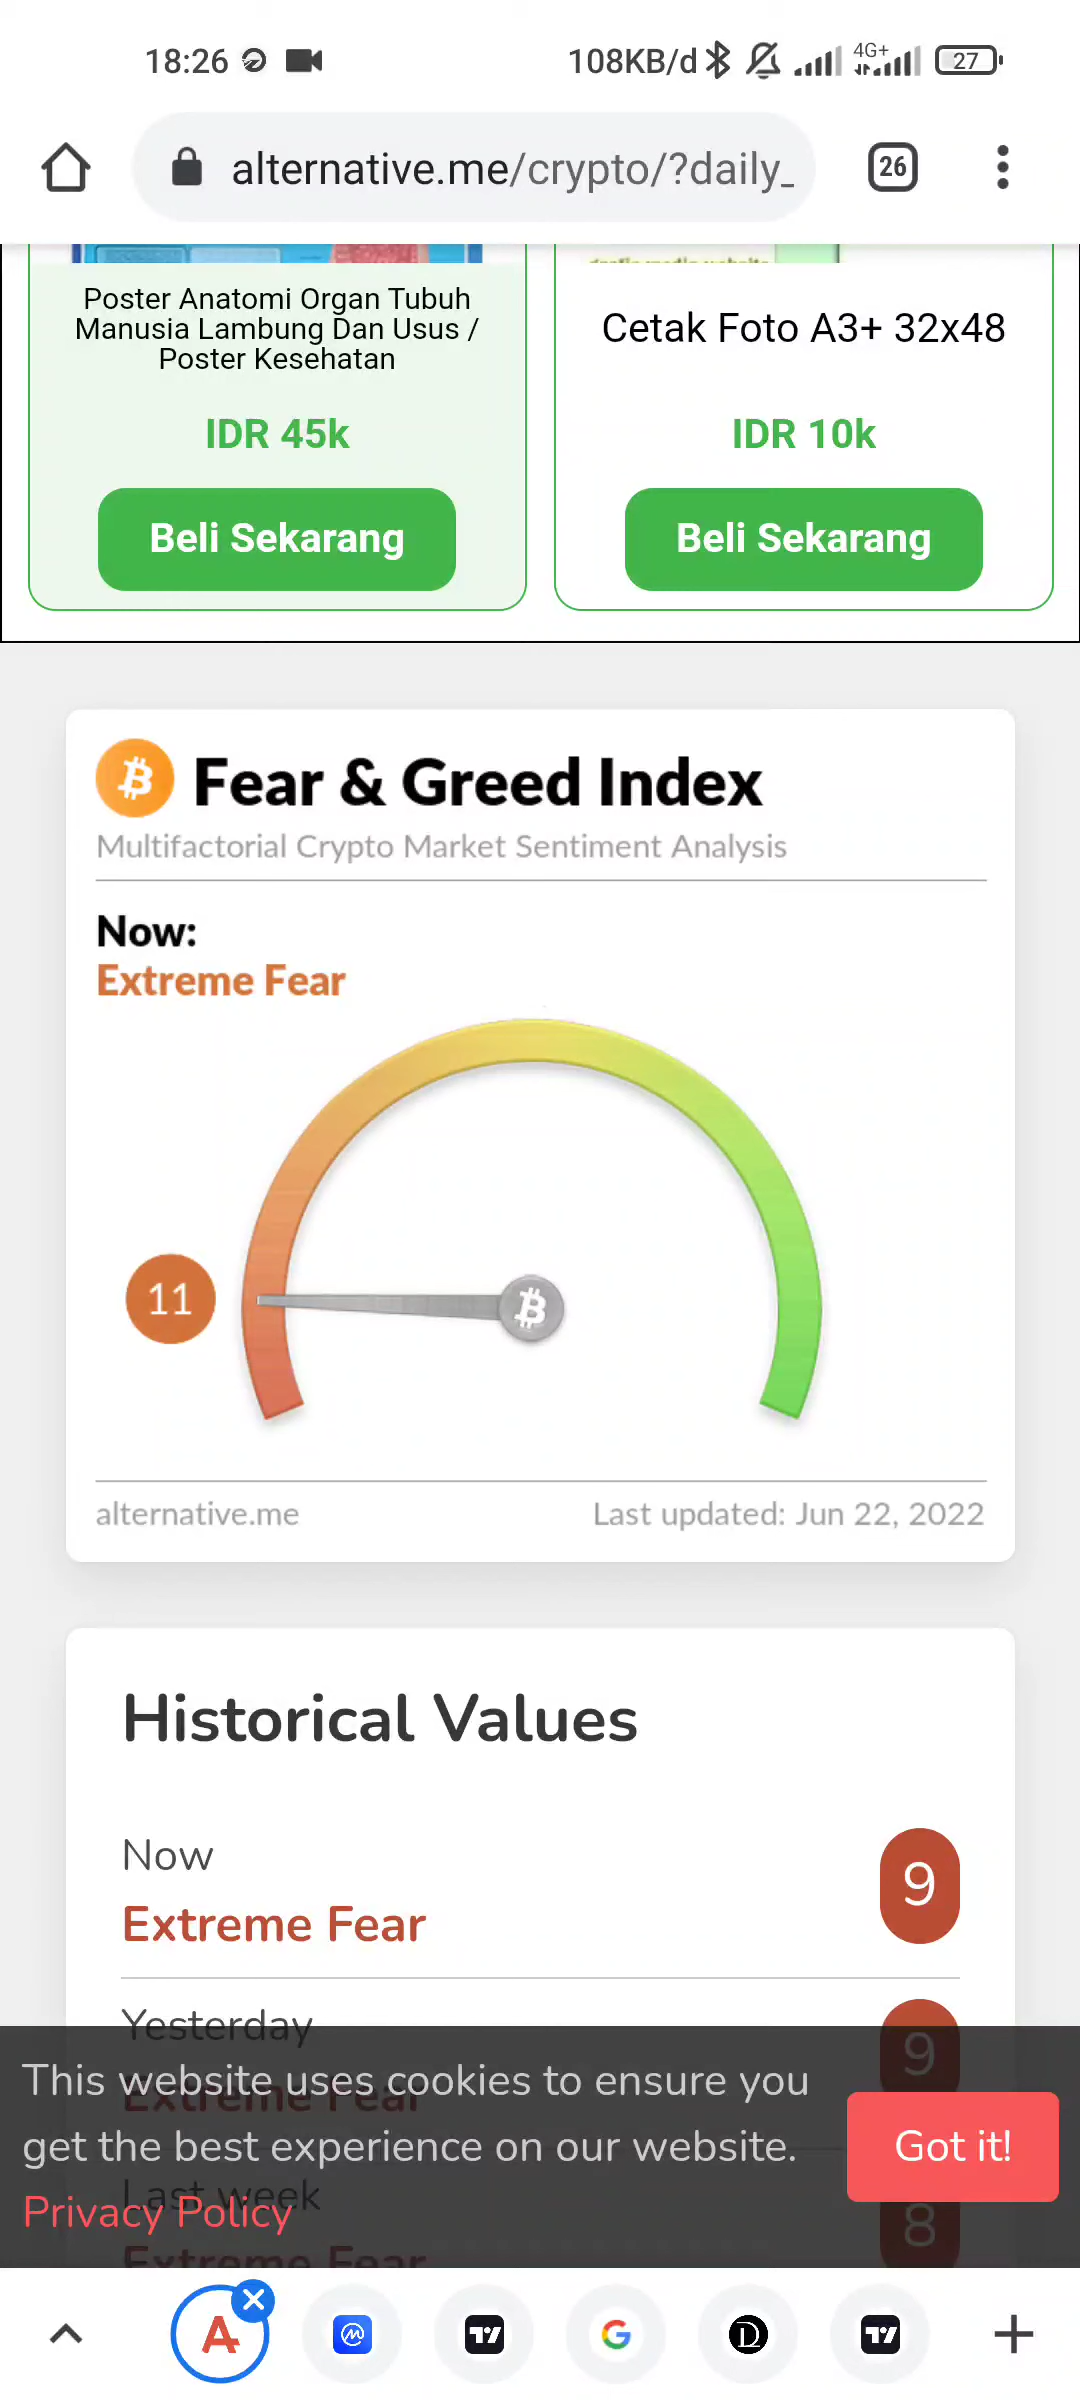 18:26
108KB/d
4G+
27
alternative.me/crypto/?daily_
26
Poster Anatomi Organ Tubuh
Manusia Lambung Dan Usus /
Poster Kesehatan
IDR 45k
Beli Sekarang
Cetak Foto A3+ 32x48
IDR 10k
Beli Sekarang
Fear & Greed Index
Multifactorial Crypto Market Sentiment Analysis
Now:
Extreme Fear
11
alternative.me
Last updated: Jun 22, 2022
Historical Values
Now
Extreme Fear
9
Yesterday
Extreme Fear
9
Last week
Extreme Fear
8
This website uses cookies to ensure you
get the best experience on our website.
Privacy Policy
Got it!